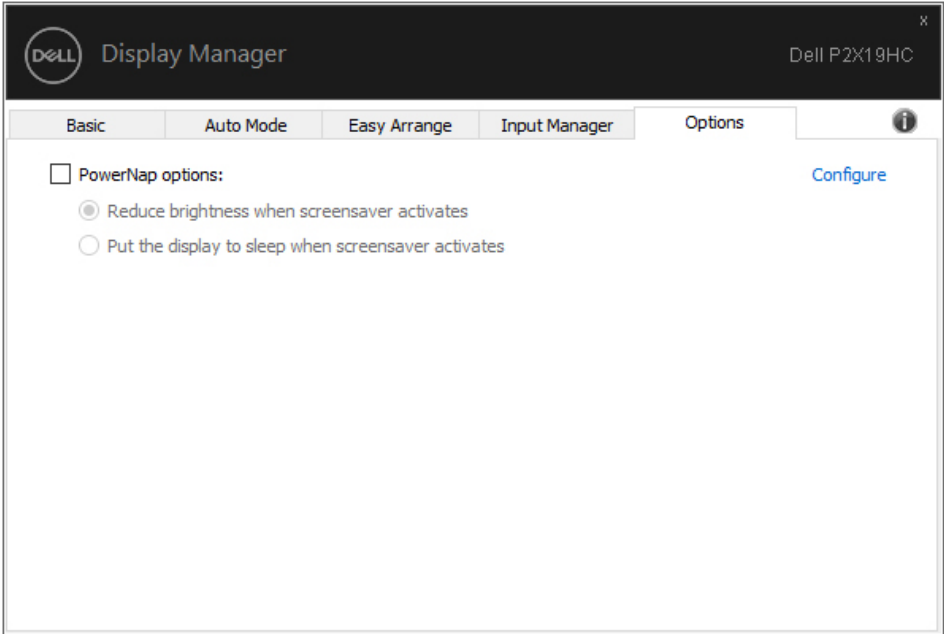 x
DELL Display Manager
Dell P2X19HC
Basic Auto Mode Easy Arrange Input Manager Options i
PowerNap options: Configure
Reduce brightness when screensaver activates
Put the display to sleep when screensaver activates